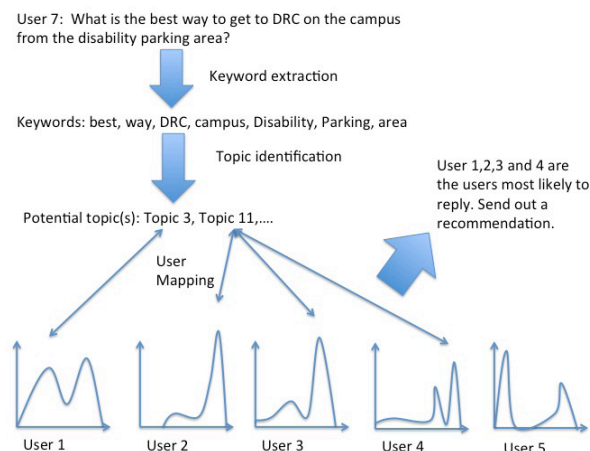 User 7: What is the best way to get to DRC on the campus
from the disability parking area?
Keyword extraction
Keywords: best, way, DRC, campus, Disability, Parking, area
Topic identification
User 1,2,3 and 4 are
the users most likely to
reply. Send out a
recommendation.
Potential topic(s): Topic 3, Topic 11,....
User
Mapping
User 1
User 2
User 3
User 4
User 5